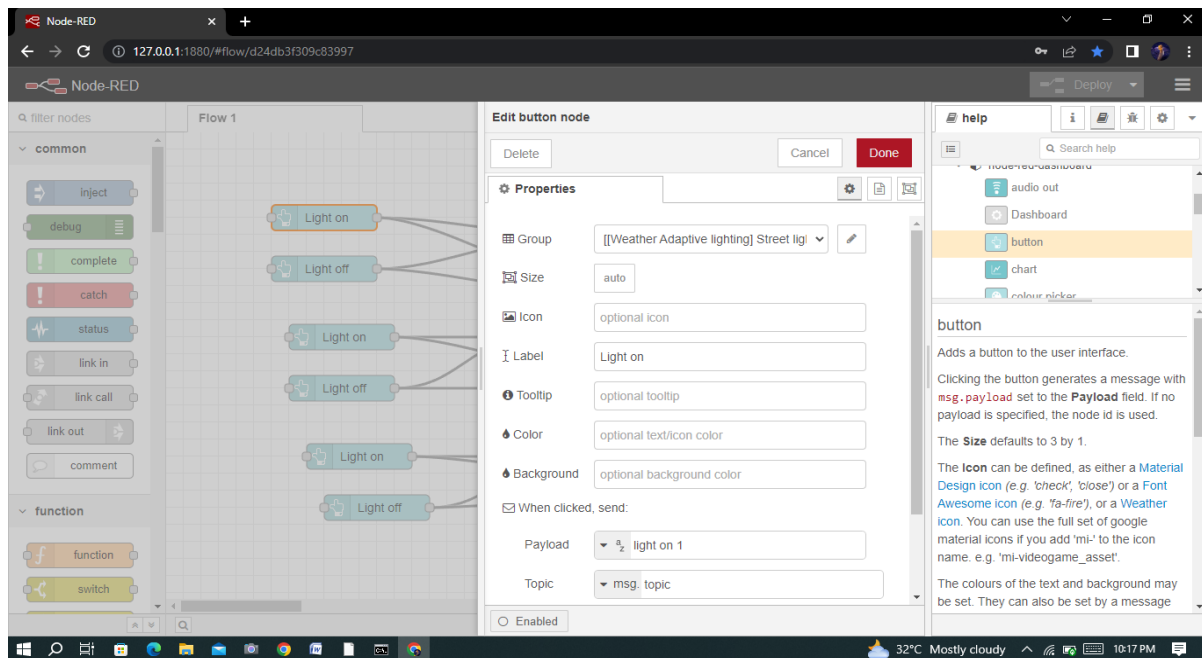 Node-RED
127.0.0.1:1880/#flow/d24db3f309c83997
Node-RED
Deploy
filter nodes
common
inject
debug
complete
catch
status
link in
link call
link out
comment
function
function
switch
Flow 1
Light on
Light off
Light on
Light off
Light on
Light off
Edit button node
Delete
Cancel
Done
Properties
Group
[[Weather Adaptive lighting] Street lig
Size
auto
Icon
optional icon
Label
Light on
Tooltip
optional tooltip
Color
optional text/icon color
Background
optional background color
When clicked, send:
Payload
light on 1
Topic
msg. topic
Enabled
help
Search help
node-red-dashboard
audio out
Dashboard
button
chart
colour picker
button
Adds a button to the user interface.
Clicking the button generates a message with
msg.payload set to the Payload field. If no
payload is specified, the node id is used.
The Size defaults to 3 by 1.
The Icon can be defined, as either a Material
Design icon (e.g. 'check', 'close') or a Font
Awesome icon (e.g. 'fa-fire'), or a Weather
icon. You can use the full set of google
material icons if you add 'mi-' to the icon
name. e.g. 'mi-videogame_asset'.
The colours of the text and background may
be set. They can also be set by a message
32°C Mostly cloudy
10:17 PM